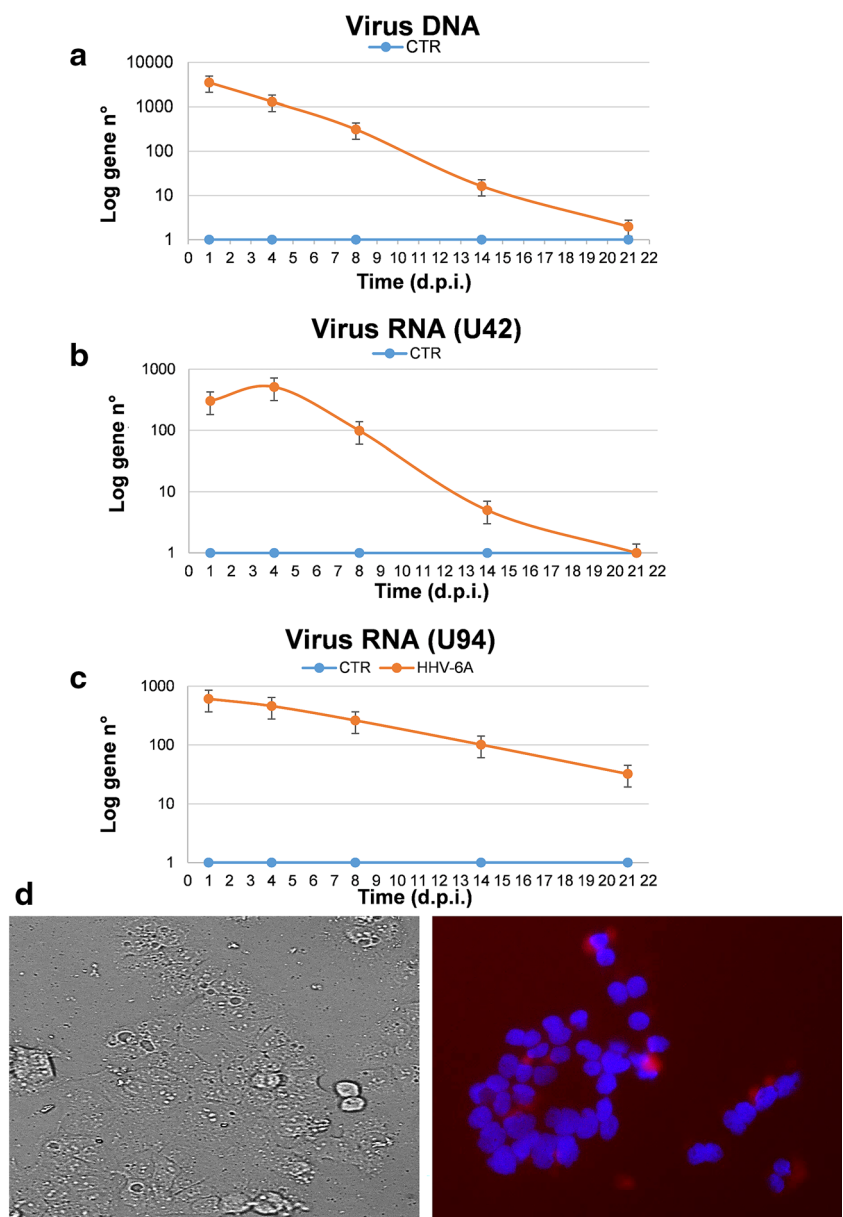 Virus DNA
a
CTR
10000
1000
100
10
1
Log gene n°
0 1 2 3 4 5 6 7 8 9 10 11 12 13 14 15 16 17 18 19 20 21 22
Time (d.p.i.)
Virus RNA (U42)
b
CTR
1000
100
10
1
Log gene n°
0 1 2 3 4 5 6 7 8 9 10 11 12 13 14 15 16 17 18 19 20 21 22
Time (d.p.i.)
Virus RNA (U94)
c
CTR HHV-6A
1000
100
10
1
Log gene n°
0 1 2 3 4 5 6 7 8 9 10 11 12 13 14 15 16 17 18 19 20 21 22
Time (d.p.i.)
d